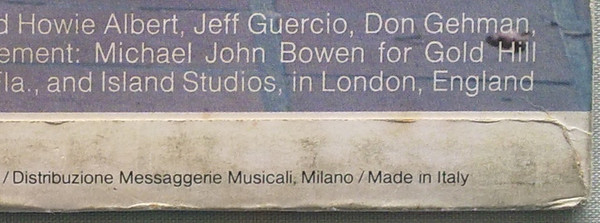 d Howie Albert, Jeff Guercio, Don Gehman,
ement: Michael John Bowen for Gold Hill
Fla., and Island Studios, in London, England
/ Distribuzione Messaggerie Musicali, Milano / Made in Italy